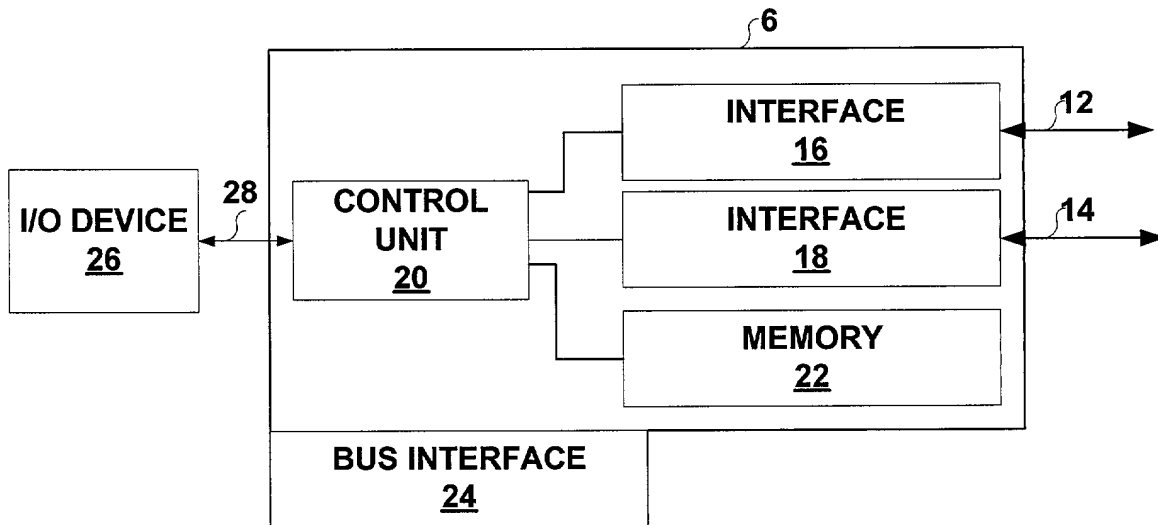 6
INTERFACE
16
12
I/O DEVICE
26
28
CONTROL
UNIT
20
INTERFACE
18
14
MEMORY
22
BUS INTERFACE
24